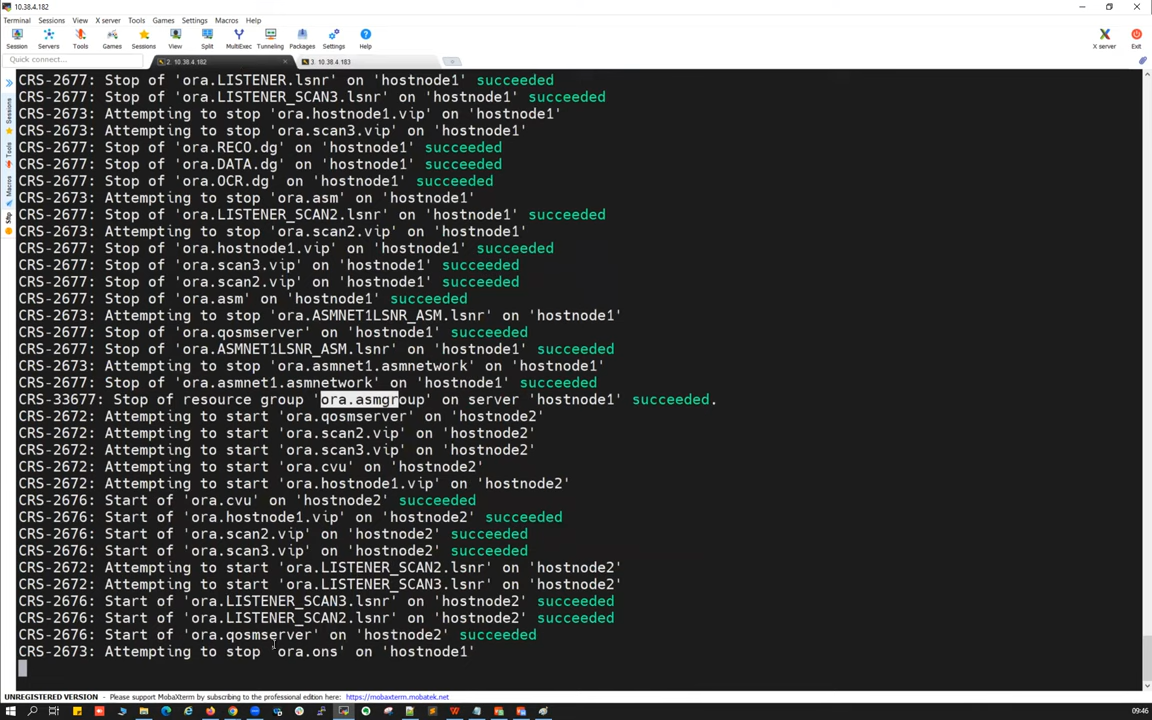 10.38.4.182
Terminal Sessions View X server Tools Games Settings Macros Help
Session Servers Tools Games Sessions View Split MultiExec Tunneling Packages Settings Help X server Exit
Quick connect...
2. 10.38.4.182
3. 10.38.4.183
Sessions
Tools
Macros
Sftp
CRS-2677: Stop of 'ora.LISTENER.lsnr' on 'hostnode1' succeeded
CRS-2677: Stop of 'ora.LISTENER_SCAN3.lsnr' on 'hostnode1' succeeded
CRS-2673: Attempting to stop 'ora.hostnode1.vip' on 'hostnode1'
CRS-2673: Attempting to stop 'ora.scan3.vip' on 'hostnode1'
CRS-2677: Stop of 'ora.RECO.dg' on 'hostnode1' succeeded
CRS-2677: Stop of 'ora.DATA.dg' on 'hostnode1' succeeded
CRS-2677: Stop of 'ora.OCR.dg' on 'hostnode1' succeeded
CRS-2673: Attempting to stop 'ora.asm' on 'hostnode1'
CRS-2677: Stop of 'ora.LISTENER_SCAN2.lsnr' on 'hostnode1' succeeded
CRS-2673: Attempting to stop 'ora.scan2.vip' on 'hostnode1'
CRS-2677: Stop of 'ora.hostnode1.vip' on 'hostnode1' succeeded
CRS-2677: Stop of 'ora.scan3.vip' on 'hostnode1' succeeded
CRS-2677: Stop of 'ora.scan2.vip' on 'hostnode1' succeeded
CRS-2677: Stop of 'ora.asm' on 'hostnode1' succeeded
CRS-2673: Attempting to stop 'ora.ASMNET1LSNR_ASM.lsnr' on 'hostnode1'
CRS-2677: Stop of 'ora.qosmserver' on 'hostnode1' succeeded
CRS-2677: Stop of 'ora.ASMNET1LSNR_ASM.lsnr' on 'hostnode1' succeeded
CRS-2673: Attempting to stop 'ora.asmnet1.asmnetwork' on 'hostnode1'
CRS-2677: Stop of 'ora.asmnet1.asmnetwork' on 'hostnode1' succeeded
CRS-33677: Stop of resource group 'ora.asmgroup' on server 'hostnode1' succeeded.
CRS-2672: Attempting to start 'ora.qosmserver' on 'hostnode2'
CRS-2672: Attempting to start 'ora.scan2.vip' on 'hostnode2'
CRS-2672: Attempting to start 'ora.scan3.vip' on 'hostnode2'
CRS-2672: Attempting to start 'ora.cvu' on 'hostnode2'
CRS-2672: Attempting to start 'ora.hostnode1.vip' on 'hostnode2'
CRS-2676: Start of 'ora.cvu' on 'hostnode2' succeeded
CRS-2676: Start of 'ora.hostnode1.vip' on 'hostnode2' succeeded
CRS-2676: Start of 'ora.scan2.vip' on 'hostnode2' succeeded
CRS-2676: Start of 'ora.scan3.vip' on 'hostnode2' succeeded
CRS-2672: Attempting to start 'ora.LISTENER_SCAN2.lsnr' on 'hostnode2'
CRS-2672: Attempting to start 'ora.LISTENER_SCAN3.lsnr' on 'hostnode2'
CRS-2676: Start of 'ora.LISTENER_SCAN3.lsnr' on 'hostnode2' succeeded
CRS-2676: Start of 'ora.LISTENER_SCAN2.lsnr' on 'hostnode2' succeeded
CRS-2676: Start of 'ora.qosmserver' on 'hostnode2' succeeded
CRS-2673: Attempting to stop 'ora.ons' on 'hostnode1'
UNREGISTERED VERSION - Please support MobaXterm by subscribing to the professional edition here: https://mobaxterm.mobatek.net
09:46